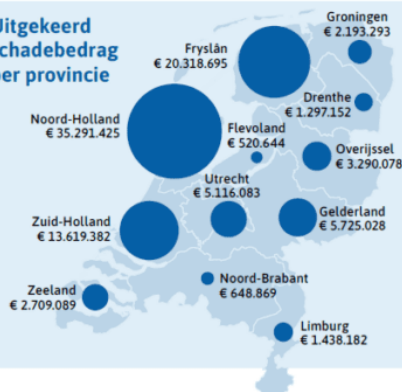 Uitgekeerd
schadebedrag
per provincie
Groningen
€ 2.193.293
Fryslân
€ 20.318.695
Drenthe
€ 1.297.152
Noord-Holland
€ 35.291.425
Flevoland
€ 520.644
Overijssel
€ 3.290.078
Utrecht
€ 5.116.083
Gelderland
€ 5.725.028
Zuid-Holland
€ 13.619.382
Noord-Brabant
€ 648.869
Zeeland
€ 2.709.089
Limburg
€ 1.438.182